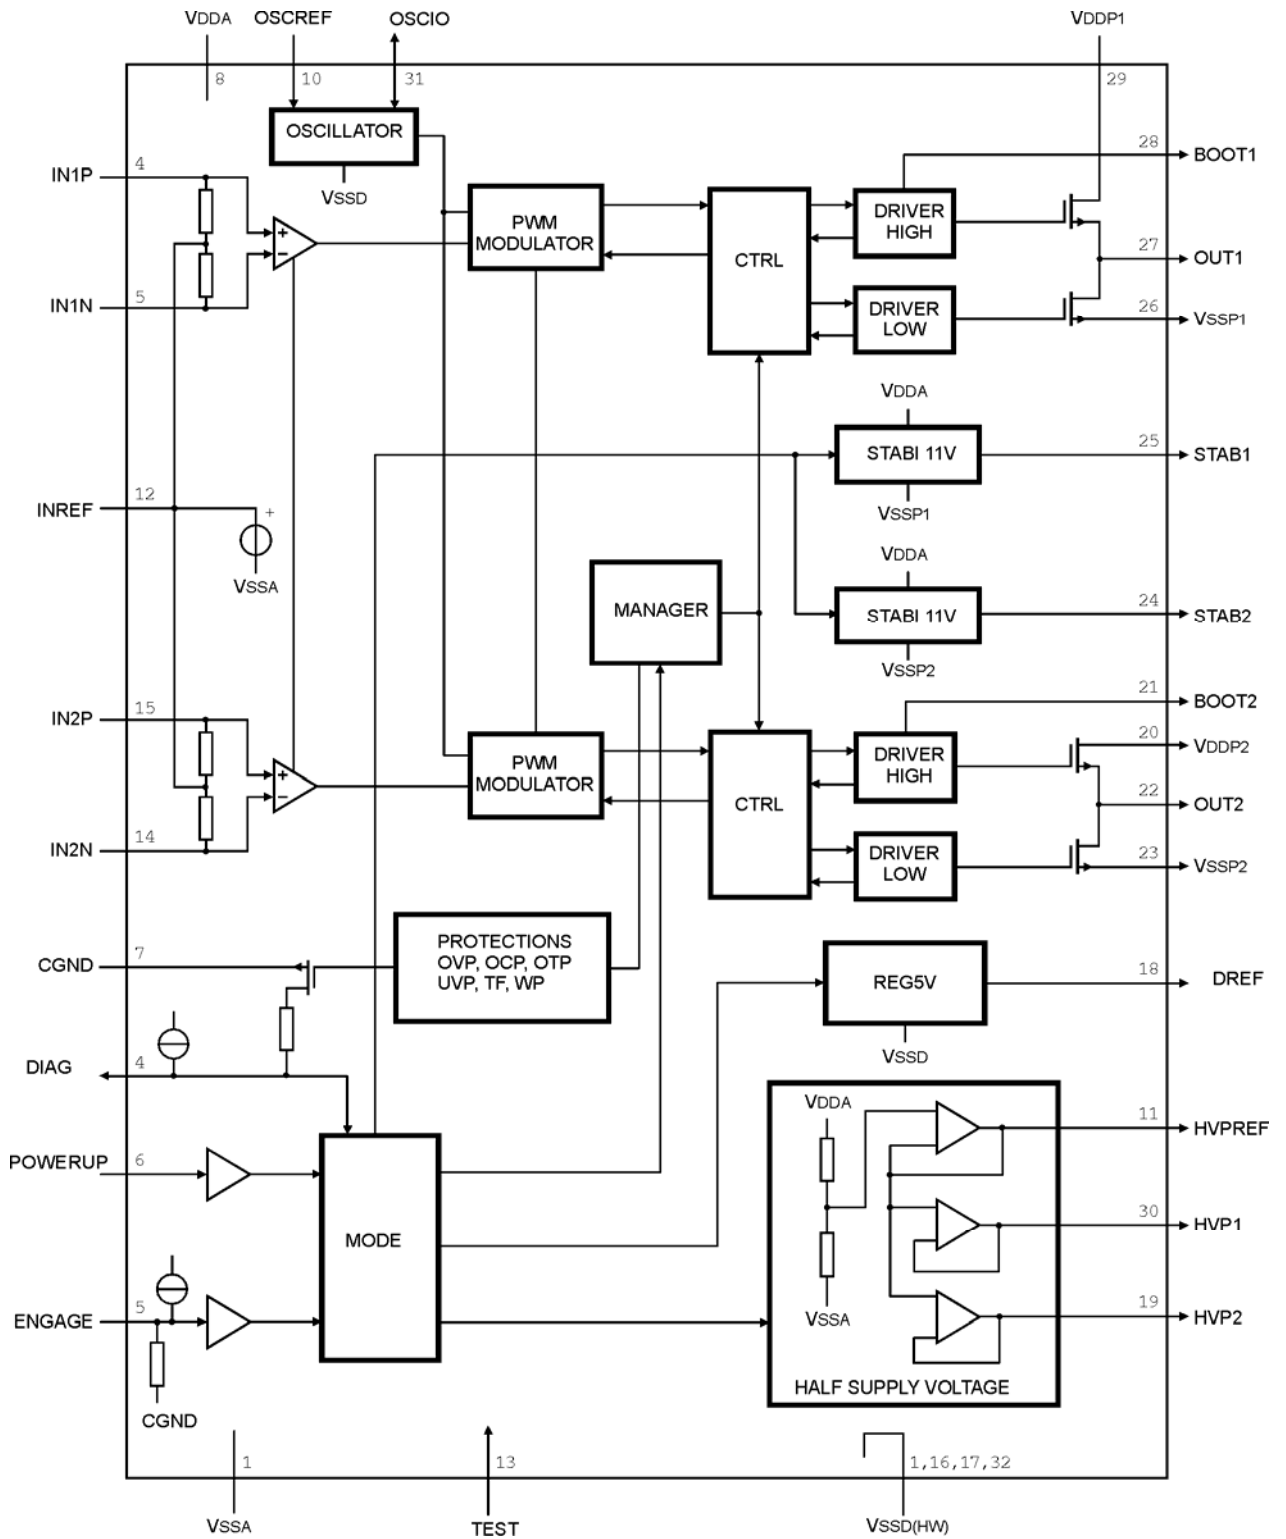 VDDA
OSCREF
OSCIO
VDDP1
8
10
31
29
OSCILLATOR
VSSD
28
BOOT1
4
IN1P
PWM
MODULATOR
CTRL
DRIVER
HIGH
+
−
27
OUT1
5
IN1N
DRIVER
LOW
26
VSSP1
VDDA
STABI 11V
25
STAB1
VSSP1
12
INREF
+
VSSA
VDDA
MANAGER
STABI 11V
24
STAB2
VSSP2
21
BOOT2
15
IN2P
20
VDDP2
PWM
MODULATOR
CTRL
DRIVER
HIGH
+
−
22
OUT2
14
IN2N
DRIVER
LOW
23
VSSP2
7
CGND
PROTECTIONS
OVP, OCP, OTP
UVP, TF, WP
REG5V
18
DREF
VSSD
4
DIAG
VDDA
11
HVPREF
6
POWERUP
MODE
30
HVP1
5
ENGAGE
VSSA
19
HVP2
HALF SUPPLY VOLTAGE
CGND
1
13
1,16,17,32
VSSA
TEST
VSSD(HW)